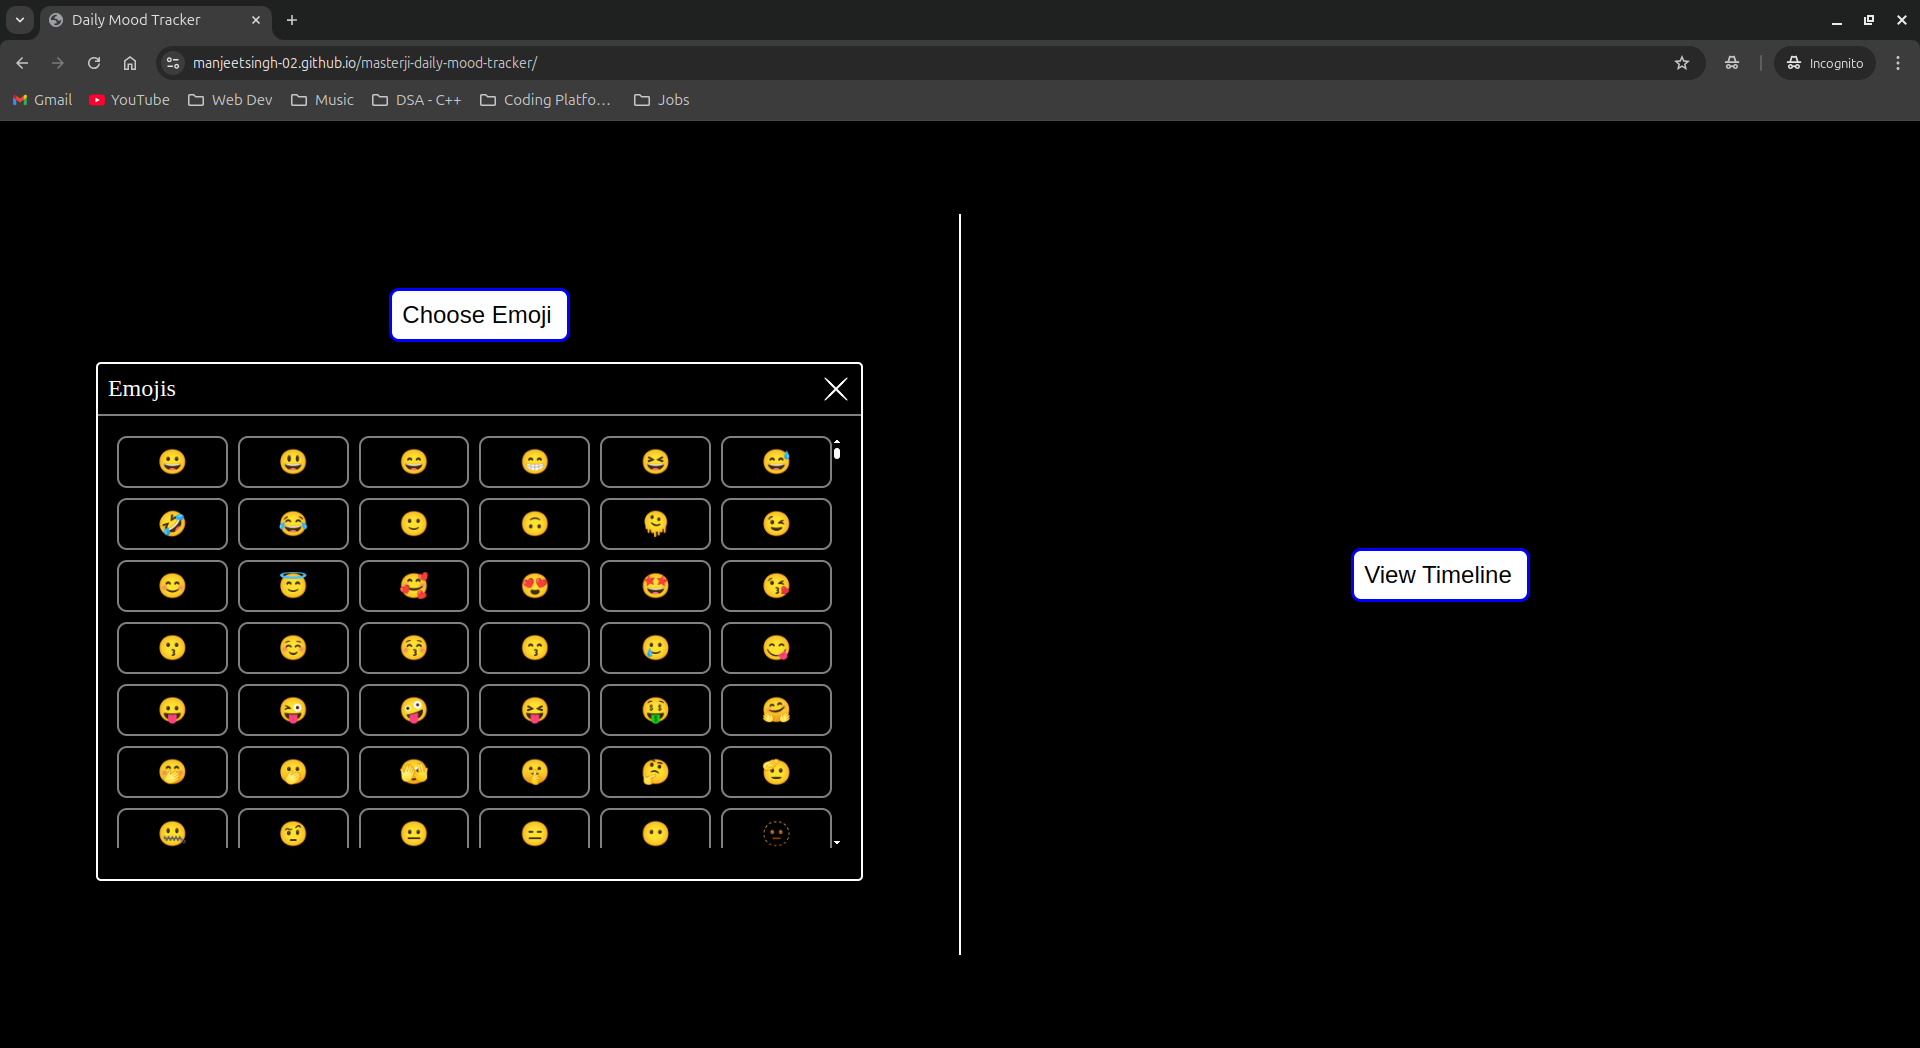 Daily Mood Tracker
manjeetsingh-02.github.io/masterji-daily-mood-tracker/
Incognito
Gmail
YouTube
Web Dev
Music
DSA - C++
Coding Platfo...
Jobs
Choose Emoji
Emojis
View Timeline